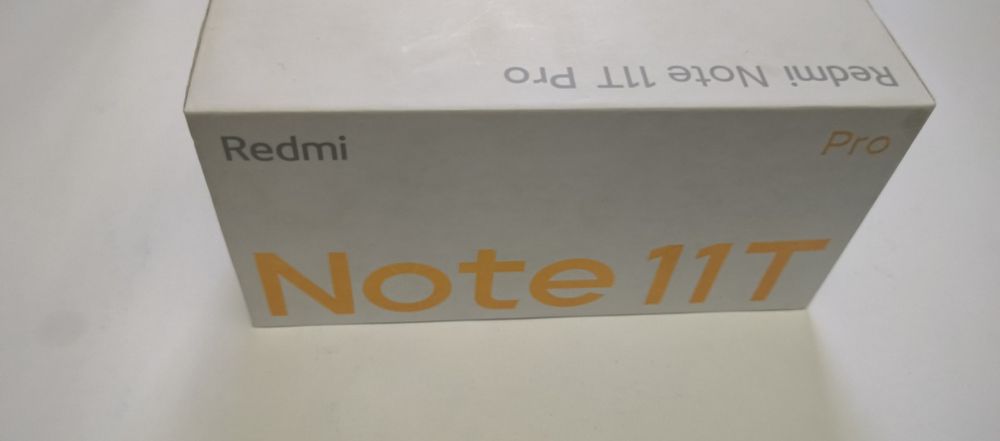 Redmi Note 11T Pro
Redmi
Pro
Note 11T